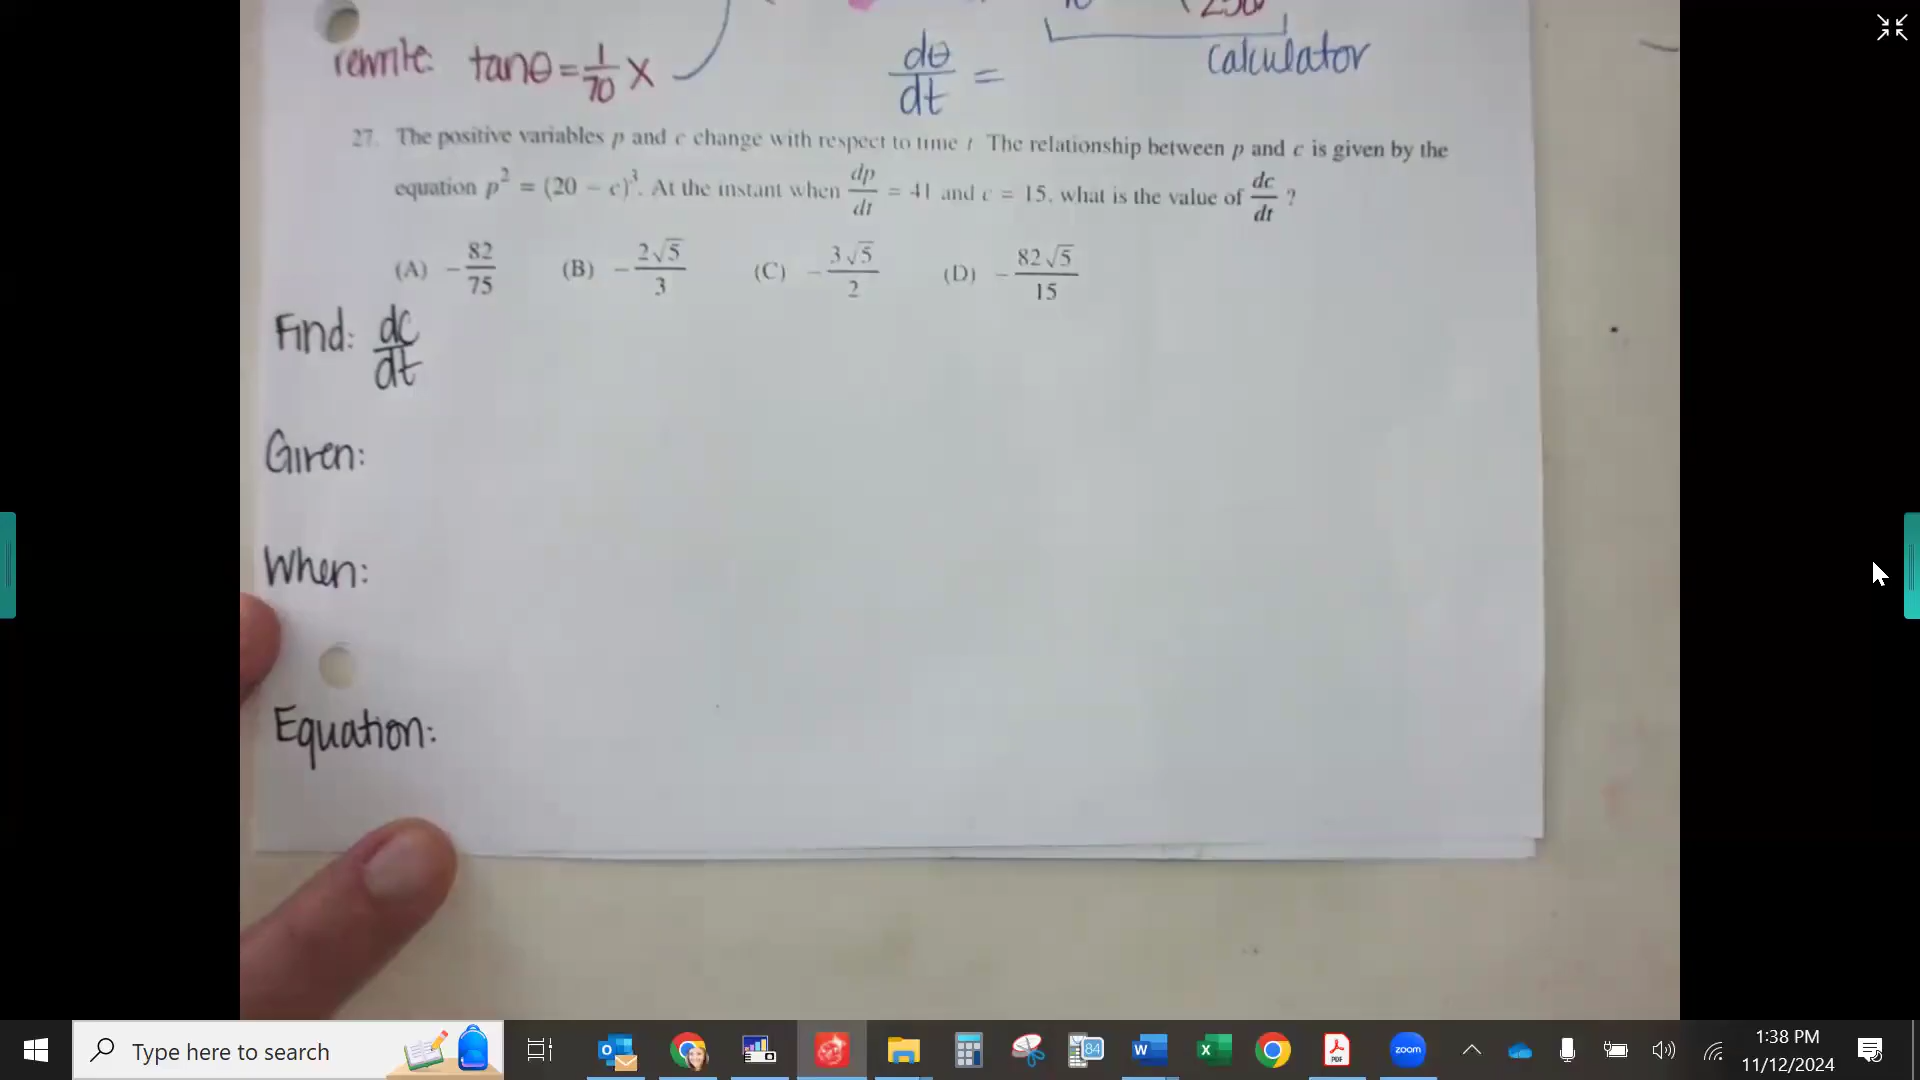 rewrite: tanθ = 1/70 x
dθ/dt =
calculator
27. The positive variables p and c change with respect to time t. The relationship between p and c is given by the
equation p² = (20 − c)³. At the instant when dp/dt = 41 and c = 15, what is the value of dc/dt ?
(A) −82/75 (B) −2√5/3 (C) −3√5/2 (D) −82√5/15
Find: dc/dt
Given:
When:
Equation:
Type here to search
84
zoom
1:38 PM
11/12/2024